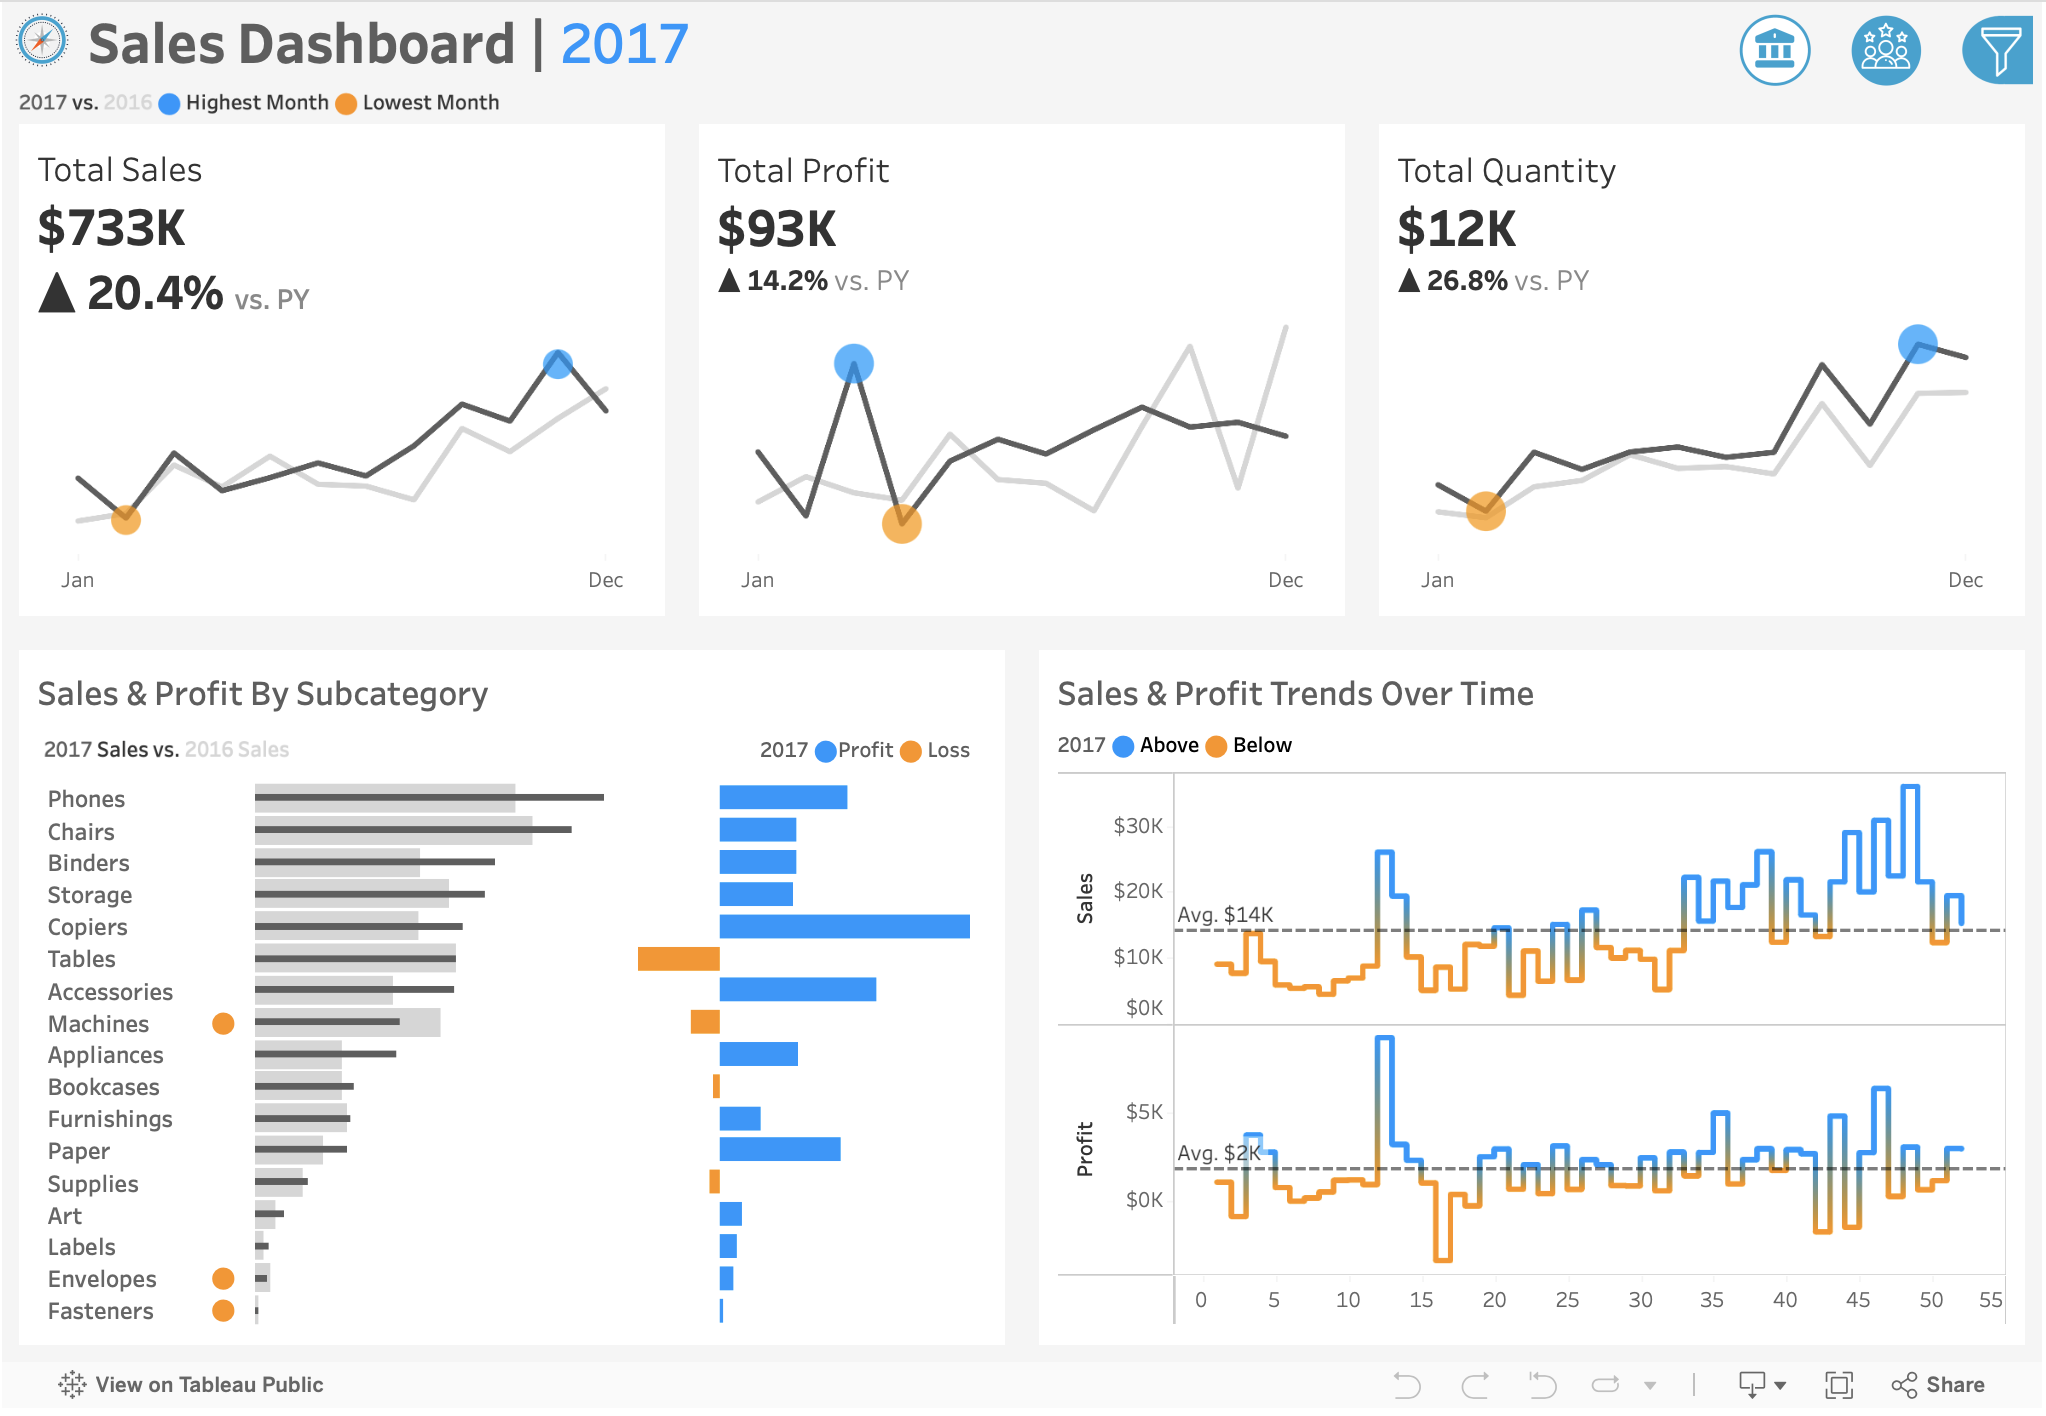 Sales Dashboard | 2017
2017 vs. 2016 Highest Month Lowest Month
Total Sales
$733K
▲ 20.4% vs. PY
Jan Dec
Total Profit
$93K
▲ 14.2% vs. PY
Jan Dec
Total Quantity
$12K
▲ 26.8% vs. PY
Jan Dec
Sales & Profit By Subcategory
2017 Sales vs. 2016 Sales
2017 Profit Loss
Phones
Chairs
Binders
Storage
Copiers
Tables
Accessories
Machines
Appliances
Bookcases
Furnishings
Paper
Supplies
Art
Labels
Envelopes
Fasteners
Sales & Profit Trends Over Time
2017 Above Below
Sales
$30K
$20K
Avg. $14K
$10K
$0K
Profit
$5K
Avg. $2K
$0K
0 5 10 15 20 25 30 35 40 45 50 55
View on Tableau Public
Share